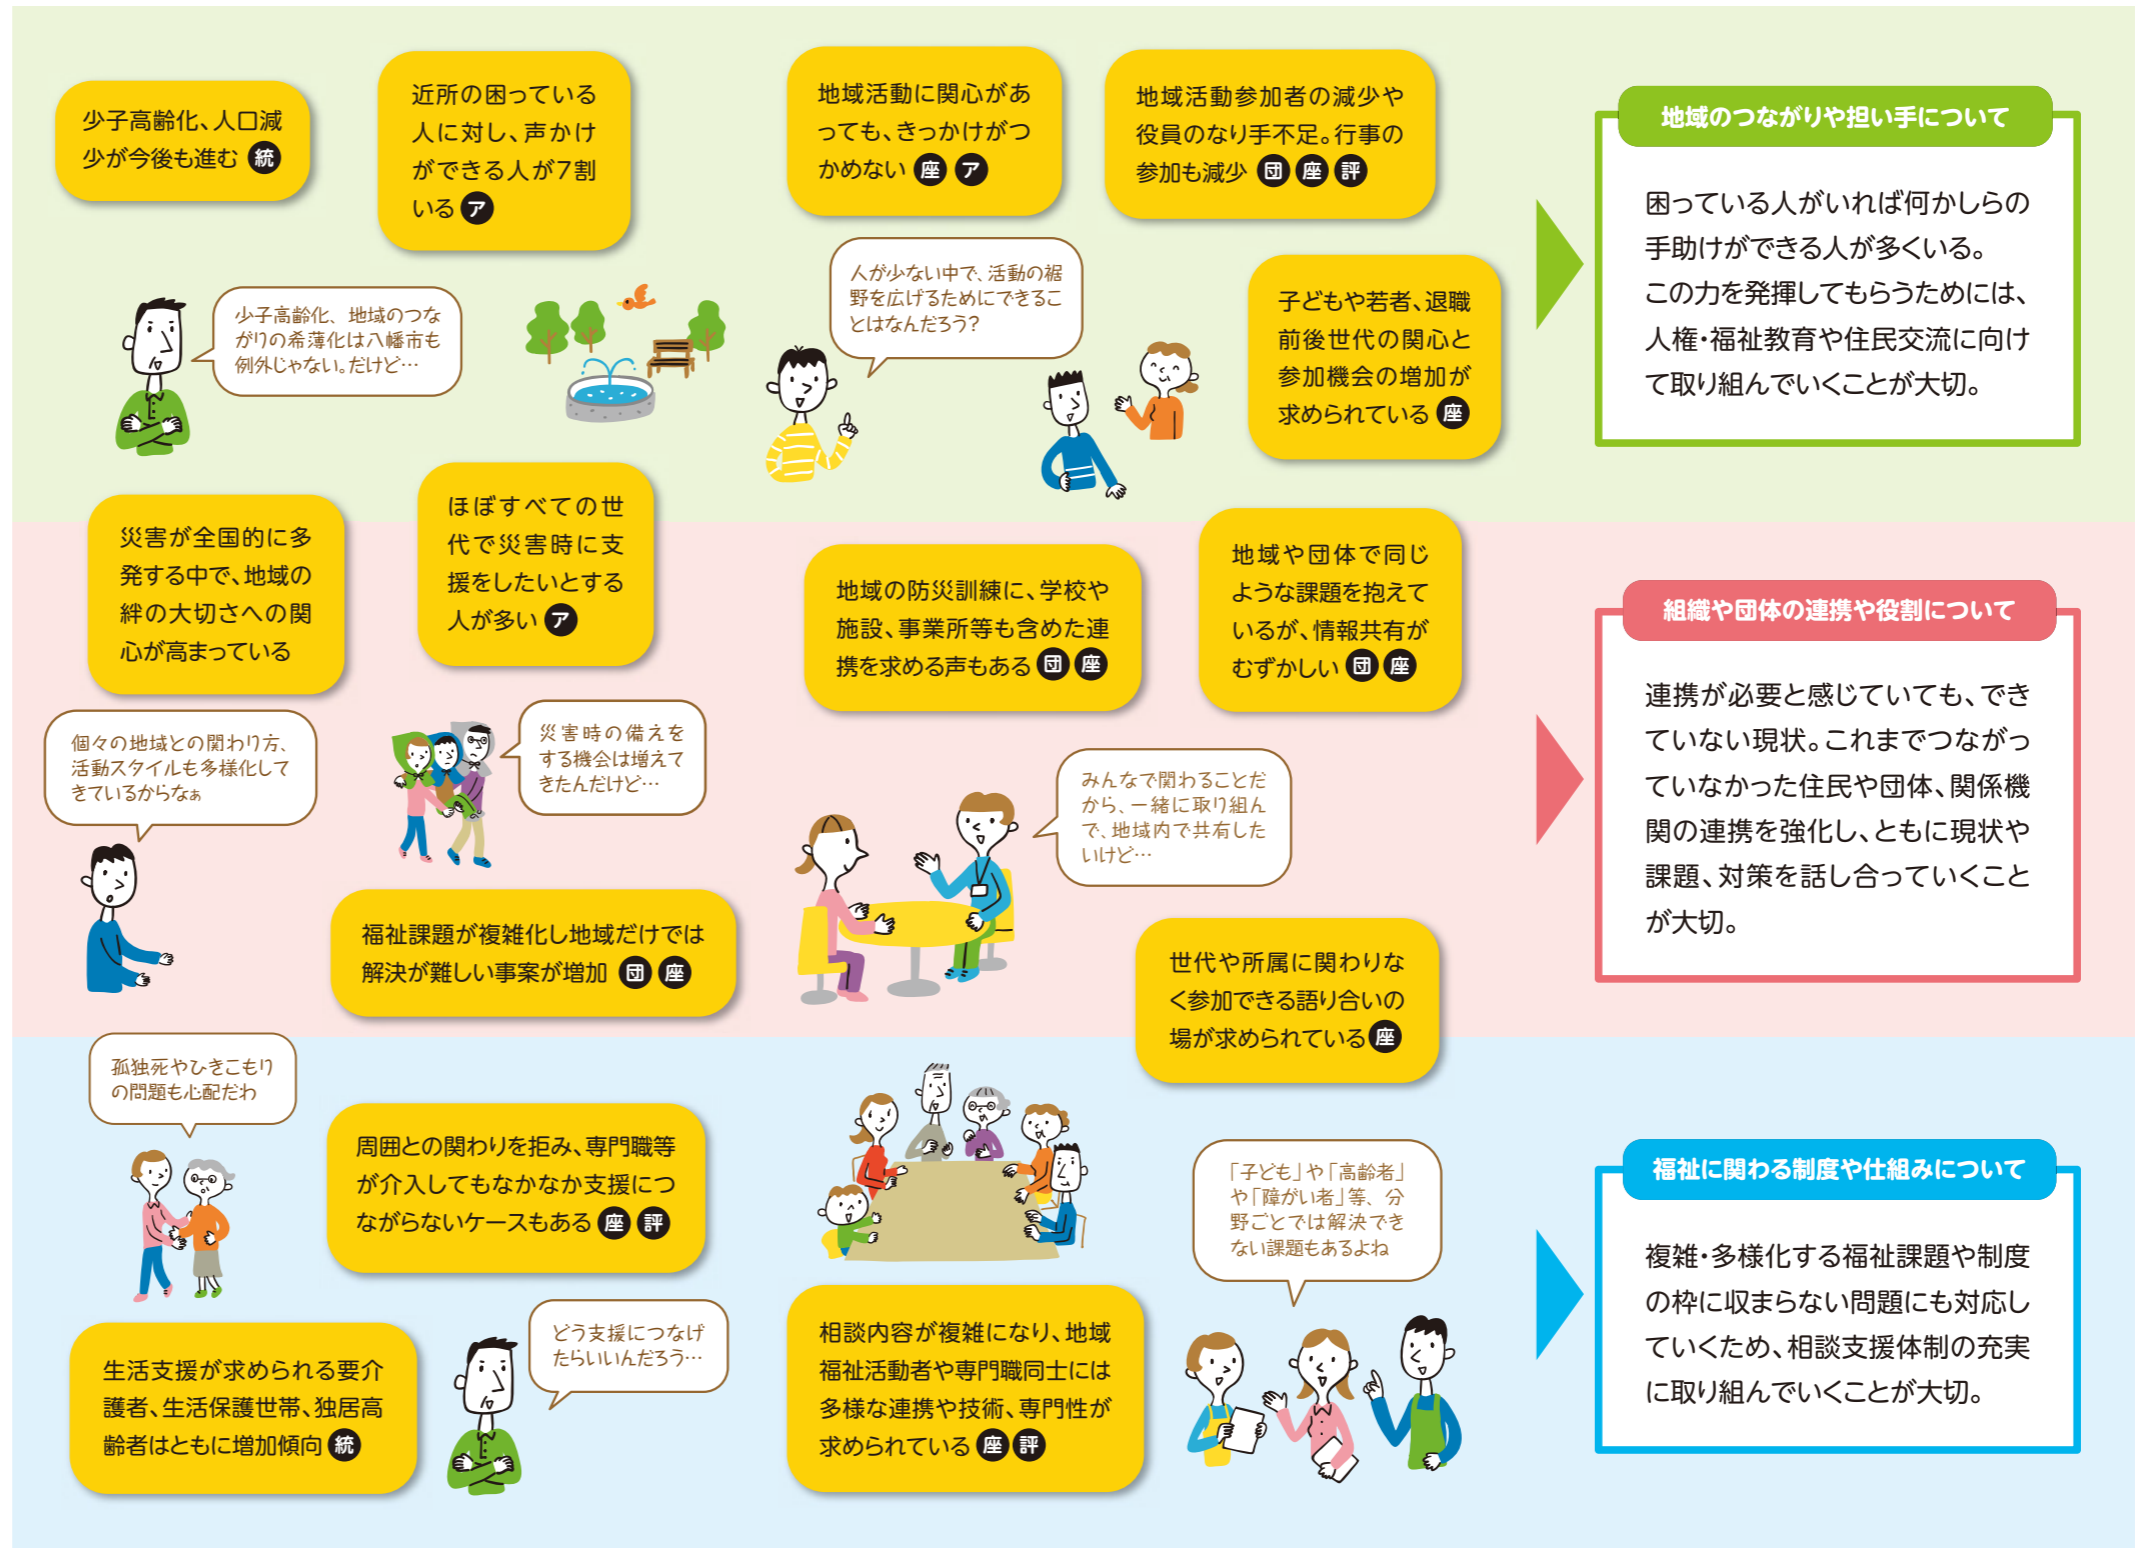 少子高齢化、人口減
少が今後も進む 統
近所の困っている
人に対し、声かけ
ができる人が7割
いる ア
地域活動に関心があ
っても、きっかけがつ
かめない 座 ア
地域活動参加者の減少や
役員のなり手不足。行事の
参加も減少 団 座 評
少子高齢化、地域のつな
がりの希薄化は八幡市も
例外じゃない。だけど…
人が少ない中で、活動の裾
野を広げるためにできるこ
とはなんだろう?
子どもや若者、退職
前後世代の関心と
参加機会の増加が
求められている 座
地域のつながりや担い手について
困っている人がいれば何かしらの
手助けができる人が多くいる。
この力を発揮してもらうためには、
人権・福祉教育や住民交流に向け
て取り組んでいくことが大切。
災害が全国的に多
発する中で、地域の
絆の大切さへの関
心が高まっている
ほぼすべての世
代で災害時に支
援をしたいとする
人が多い ア
地域の防災訓練に、学校や
施設、事業所等も含めた連
携を求める声もある 団 座
地域や団体で同じ
ような課題を抱えて
いるが、情報共有が
むずかしい 団 座
個々の地域との関わり方、
活動スタイルも多様化して
きているからなぁ
災害時の備えを
する機会は増えて
きたんだけど…
みんなで関わることだ
から、一緒に取り組ん
で、地域内で共有した
いけど…
福祉課題が複雑化し地域だけでは
解決が難しい事案が増加 団 座
世代や所属に関わりな
く参加できる語り合いの
場が求められている 座
組織や団体の連携や役割について
連携が必要と感じていても、でき
ていない現状。これまでつながっ
ていなかった住民や団体、関係機
関の連携を強化し、ともに現状や
課題、対策を話し合っていくこと
が大切。
孤独死やひきこもり
の問題も心配だわ
周囲との関わりを拒み、専門職等
が介入してもなかなか支援につ
ながらないケースもある 座 評
「子ども」や「高齢者」
や「障がい者」等、分
野ごとでは解決でき
ない課題もあるよね
生活支援が求められる要介
護者、生活保護世帯、独居高
齢者はともに増加傾向 統
どう支援につなげ
たらいいんだろう…
相談内容が複雑になり、地域
福祉活動者や専門職同士には
多様な連携や技術、専門性が
求められている 座 評
福祉に関わる制度や仕組みについて
複雑・多様化する福祉課題や制度
の枠に収まらない問題にも対応し
ていくため、相談支援体制の充実
に取り組んでいくことが大切。